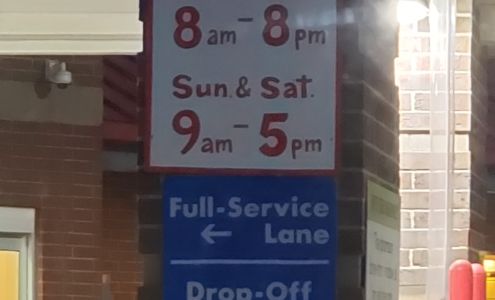 8am-8pm
Sun. & Sat.
9am-5pm
Full-Service
← Lane
Drop-Off